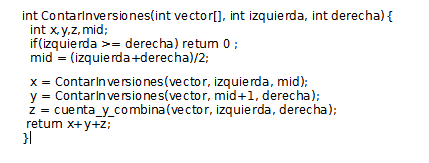 int ContarInversiones(int vector[], int izquierda, int derecha){
int x,y,z,mid;
if(izquierda >= derecha) return 0 ;
mid = (izquierda+derecha)/2;
x = ContarInversiones(vector, izquierda, mid);
y = ContarInversiones(vector, mid+1, derecha);
z = cuenta_y_combina(vector, izquierda, derecha);
return x+y+z;
}